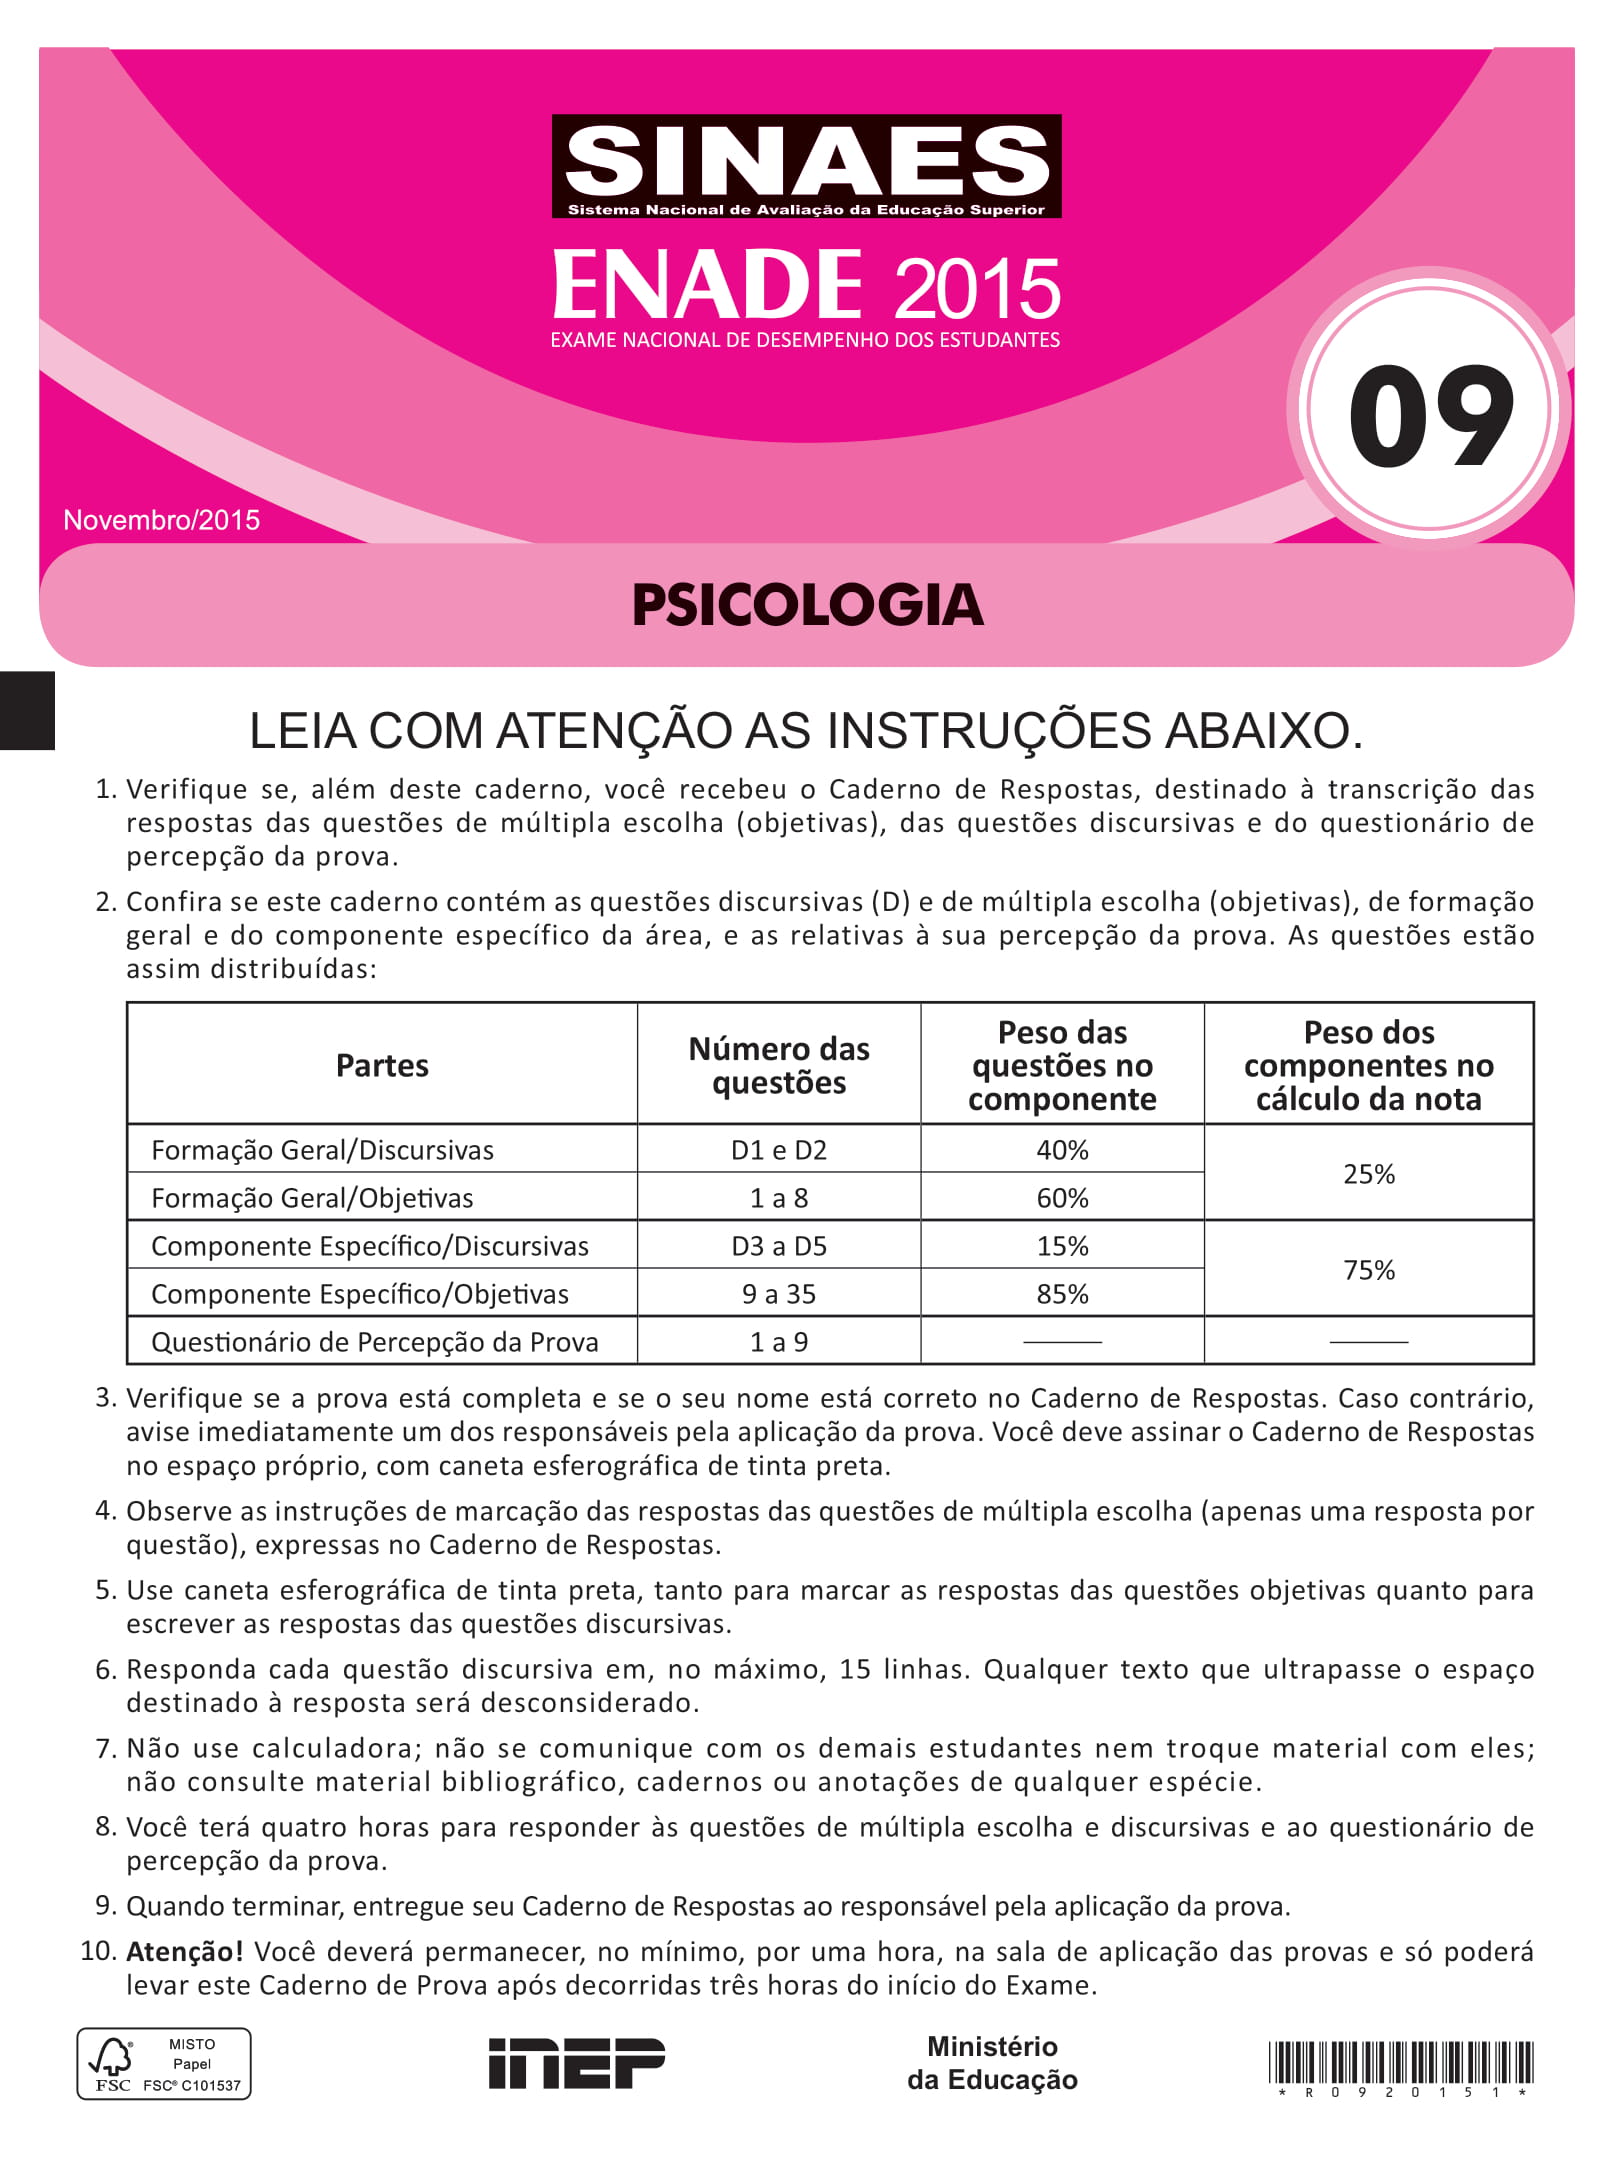 SINAES
Sistema Nacional de Avaliação da Educação Superior
ENADE 2015
EXAME NACIONAL DE DESEMPENHO DOS ESTUDANTES
09
Novembro/2015
PSICOLOGIA
LEIA COM ATENÇÃO AS INSTRUÇÕES ABAIXO.
1. Verifique se, além deste caderno, você recebeu o Caderno de Respostas, destinado à transcrição das
respostas das questões de múltipla escolha (objetivas), das questões discursivas e do questionário de
percepção da prova.
2. Confira se este caderno contém as questões discursivas (D) e de múltipla escolha (objetivas), de formação
geral e do componente específico da área, e as relativas à sua percepção da prova. As questões estão
assim distribuídas:
Partes
Número das
questões
Peso das
questões no
componente
Peso dos
componentes no
cálculo da nota
Formação Geral/Discursivas D1 e D2 40%
25%
Formação Geral/Objetivas 1 a 8 60%
Componente Específico/Discursivas D3 a D5 15%
75%
Componente Específico/Objetivas 9 a 35 85%
Questionário de Percepção da Prova 1 a 9
3. Verifique se a prova está completa e se o seu nome está correto no Caderno de Respostas. Caso contrário,
avise imediatamente um dos responsáveis pela aplicação da prova. Você deve assinar o Caderno de Respostas
no espaço próprio, com caneta esferográfica de tinta preta.
4. Observe as instruções de marcação das respostas das questões de múltipla escolha (apenas uma resposta por
questão), expressas no Caderno de Respostas.
5. Use caneta esferográfica de tinta preta, tanto para marcar as respostas das questões objetivas quanto para
escrever as respostas das questões discursivas.
6. Responda cada questão discursiva em, no máximo, 15 linhas. Qualquer texto que ultrapasse o espaço
destinado à resposta será desconsiderado.
7. Não use calculadora; não se comunique com os demais estudantes nem troque material com eles;
não consulte material bibliográfico, cadernos ou anotações de qualquer espécie.
8. Você terá quatro horas para responder às questões de múltipla escolha e discursivas e ao questionário de
percepção da prova.
9. Quando terminar, entregue seu Caderno de Respostas ao responsável pela aplicação da prova.
10. Atenção! Você deverá permanecer, no mínimo, por uma hora, na sala de aplicação das provas e só poderá
levar este Caderno de Prova após decorridas três horas do início do Exame.
MISTO
Papel
FSC® C101537
FSC
INEP
Ministério
da Educação
* R 0 9 2 0 1 5 1 *